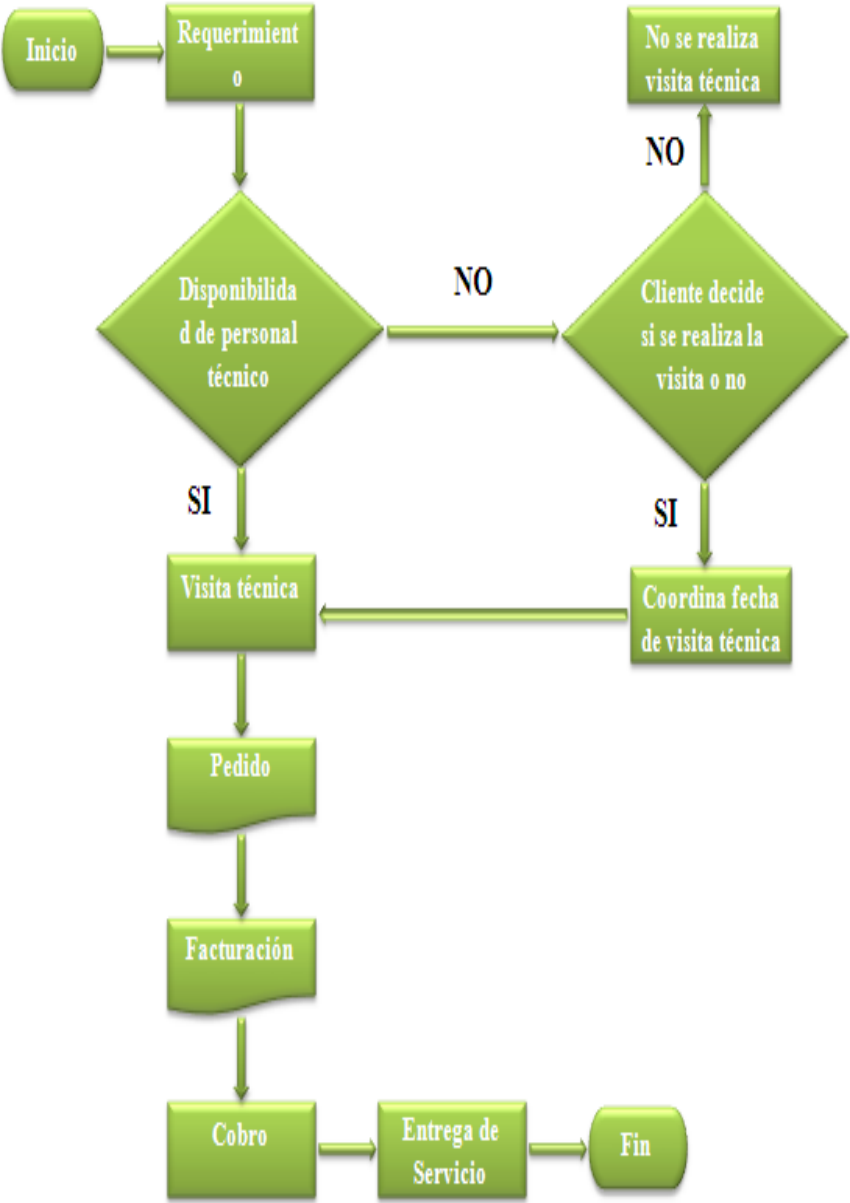 Inicio
Requerimient
o
No se realiza
visita técnica
NO
Disponibilida
d de personal
técnico
NO
Cliente decide
si se realiza la
visita o no
SI
SI
Visita técnica
Coordina fecha
de visita técnica
Pedido
Facturación
Cobro
Entrega de
Servicio
Fin